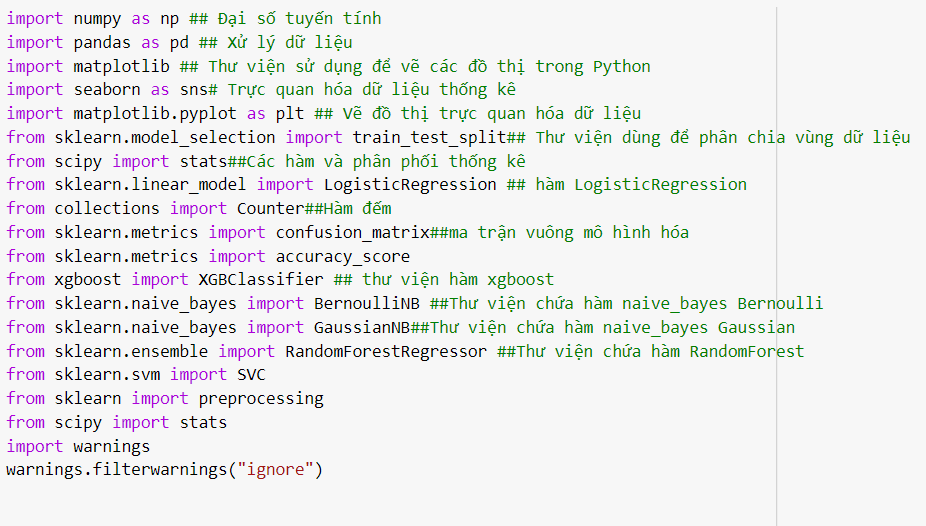 import numpy as np ## Đại số tuyến tính
import pandas as pd ## Xử lý dữ liệu
import matplotlib ## Thư viện sử dụng để vẽ các đồ thị trong Python
import seaborn as sns# Trực quan hóa dữ liệu thống kê
import matplotlib.pyplot as plt ## Vẽ đồ thị trực quan hóa dữ liệu
from sklearn.model_selection import train_test_split## Thư viện dùng để phân chia vùng dữ liệu
from scipy import stats##Các hàm và phân phối thống kê
from sklearn.linear_model import LogisticRegression ## hàm LogisticRegression
from collections import Counter##Hàm đếm
from sklearn.metrics import confusion_matrix##ma trận vuông mô hình hóa
from sklearn.metrics import accuracy_score
from xgboost import XGBClassifier ## thư viện hàm xgboost
from sklearn.naive_bayes import BernoulliNB ##Thư viện chứa hàm naive_bayes Bernoulli
from sklearn.naive_bayes import GaussianNB##Thư viện chứa hàm naive_bayes Gaussian
from sklearn.ensemble import RandomForestRegressor ##Thư viện chứa hàm RandomForest
from sklearn.svm import SVC
from sklearn import preprocessing
from scipy import stats
import warnings
warnings.filterwarnings("ignore")